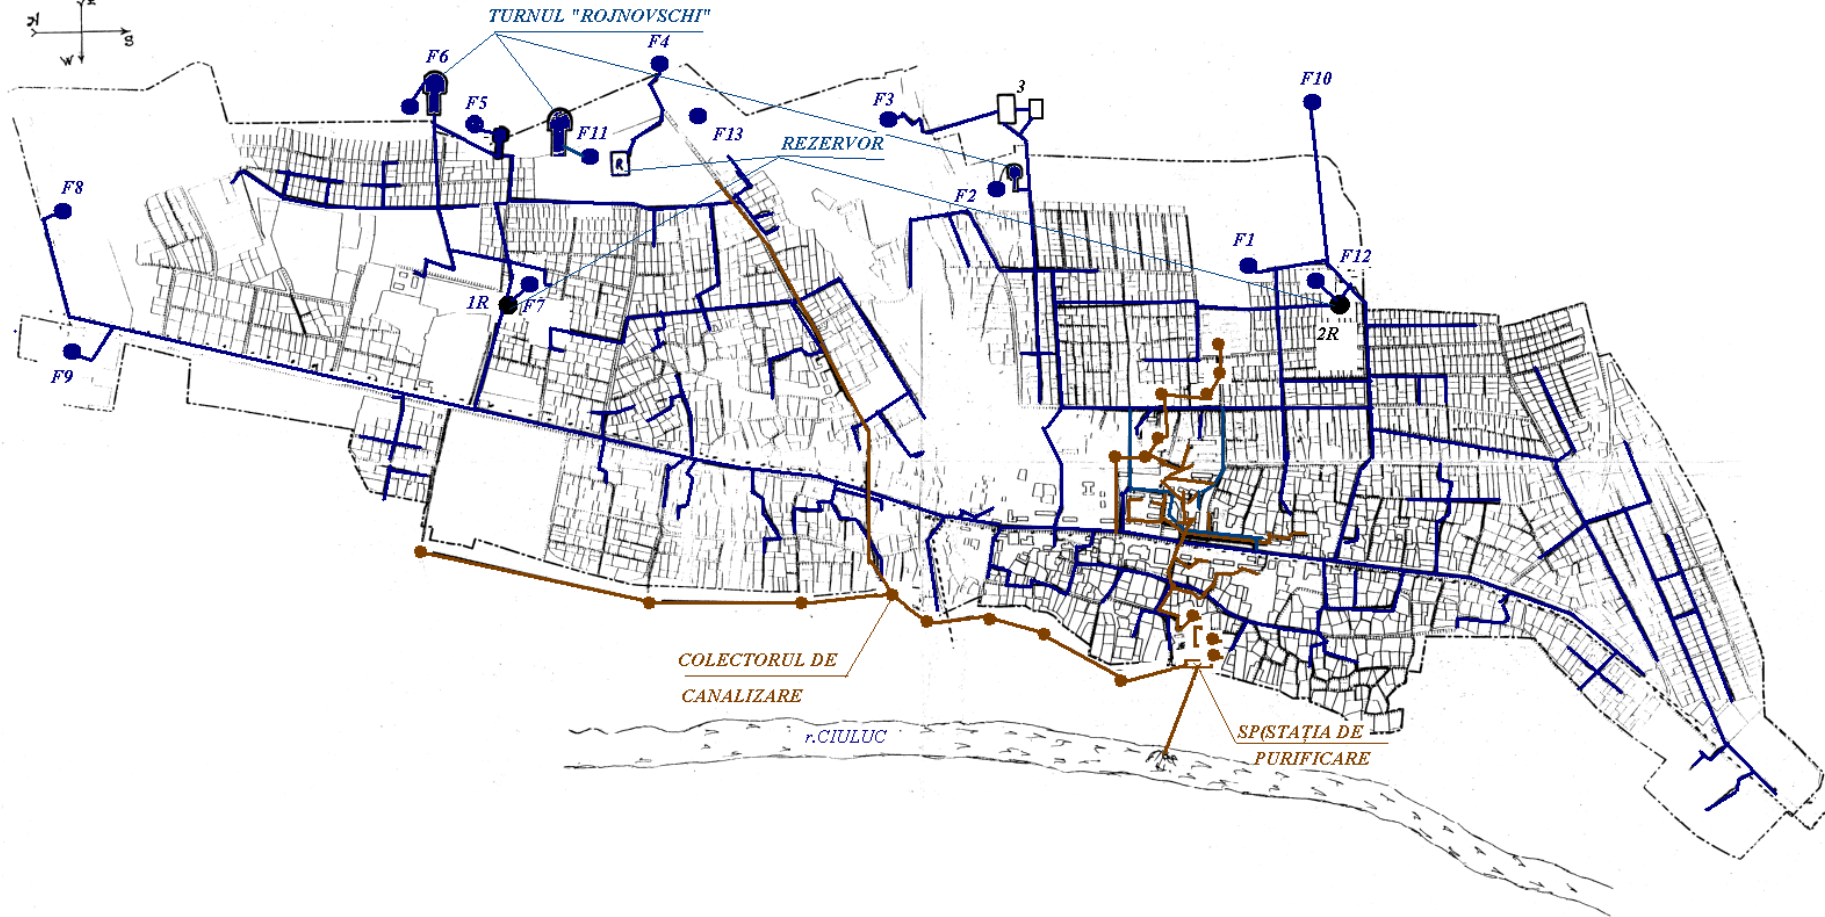 TURNUL "ROJNOVSCHI"
N
S
W
F6
F4
F5
F11
F13
F3
3
F10
R
REZERVOR
F8
F2
F1
F12
1R
F7
2R
F9
COLECTORUL DE
CANALIZARE
r.CIULUC
SP(STAȚIA DE
PURIFICARE